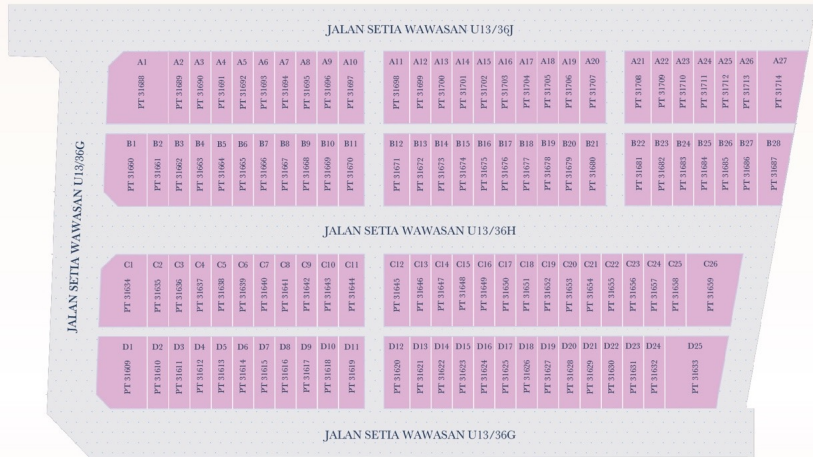 JALAN SETIA WAWASAN U13/36J
A1 A2 A3 A4 A5 A6 A7 A8 A9 A10 A11 A12 A13 A14 A15 A16 A17 A18 A19 A20 A21 A22 A23 A24 A25 A26 A27
PT 31688 PT 31689 PT 31690 PT 31691 PT 31692 PT 31693 PT 31694 PT 31695 PT 31696 PT 31697 PT 31698 PT 31699 PT 31700 PT 31701 PT 31702 PT 31703 PT 31704 PT 31705 PT 31706 PT 31707 PT 31708 PT 31709 PT 31710 PT 31711 PT 31712 PT 31713 PT 31714
B1 B2 B3 B4 B5 B6 B7 B8 B9 B10 B11 B12 B13 B14 B15 B16 B17 B18 B19 B20 B21 B22 B23 B24 B25 B26 B27 B28
PT 31660 PT 31661 PT 31662 PT 31663 PT 31664 PT 31665 PT 31666 PT 31667 PT 31668 PT 31669 PT 31670 PT 31671 PT 31672 PT 31673 PT 31674 PT 31675 PT 31676 PT 31677 PT 31678 PT 31679 PT 31680 PT 31681 PT 31682 PT 31683 PT 31684 PT 31685 PT 31686 PT 31687
JALAN SETIA WAWASAN U13/36G
JALAN SETIA WAWASAN U13/36H
C1 C2 C3 C4 C5 C6 C7 C8 C9 C10 C11 C12 C13 C14 C15 C16 C17 C18 C19 C20 C21 C22 C23 C24 C25 C26
PT 31634 PT 31635 PT 31636 PT 31637 PT 31638 PT 31639 PT 31640 PT 31641 PT 31642 PT 31643 PT 31644 PT 31645 PT 31646 PT 31647 PT 31648 PT 31649 PT 31650 PT 31651 PT 31652 PT 31653 PT 31654 PT 31655 PT 31656 PT 31657 PT 31658 PT 31659
D1 D2 D3 D4 D5 D6 D7 D8 D9 D10 D11 D12 D13 D14 D15 D16 D17 D18 D19 D20 D21 D22 D23 D24 D25
PT 31609 PT 31610 PT 31611 PT 31612 PT 31613 PT 31614 PT 31615 PT 31616 PT 31617 PT 31618 PT 31619 PT 31620 PT 31621 PT 31622 PT 31623 PT 31624 PT 31625 PT 31626 PT 31627 PT 31628 PT 31629 PT 31630 PT 31631 PT 31632 PT 31633
JALAN SETIA WAWASAN U13/36G